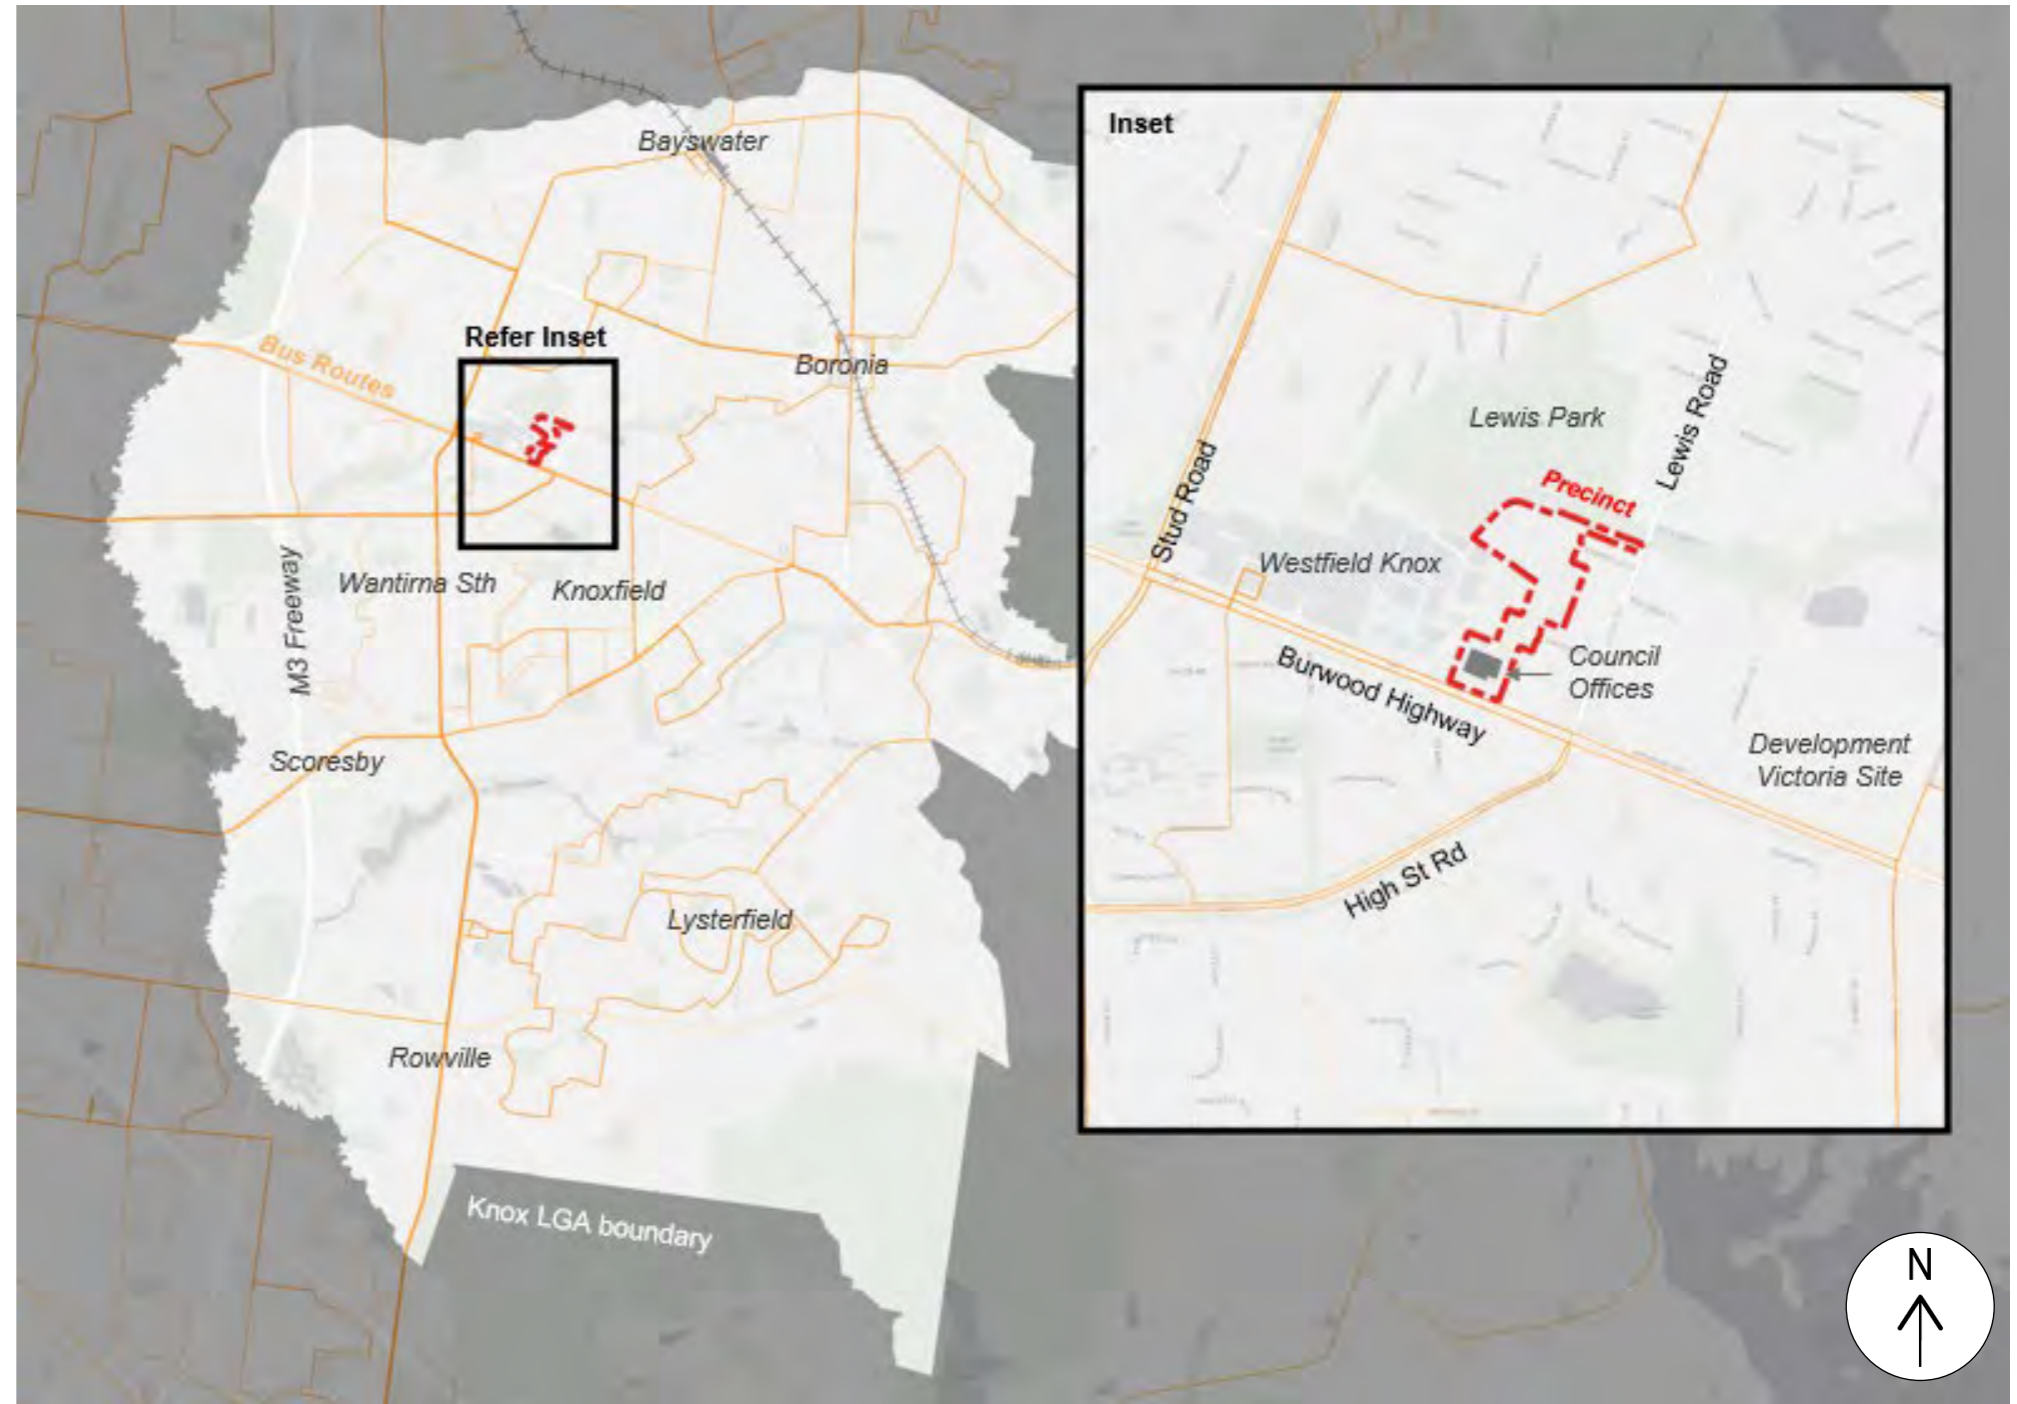 Inset
Bayswater
Refer Inset
Bus Routes
Boronia
Lewis Park
Lewis Road
Precinct
Stud Road
Westfield Knox
M3 Freeway
Wantirna Sth
Knoxfield
Burwood Highway
Council
Offices
Development
Victoria Site
Scoresby
High St Rd
Lysterfield
Rowville
Knox LGA boundary
N